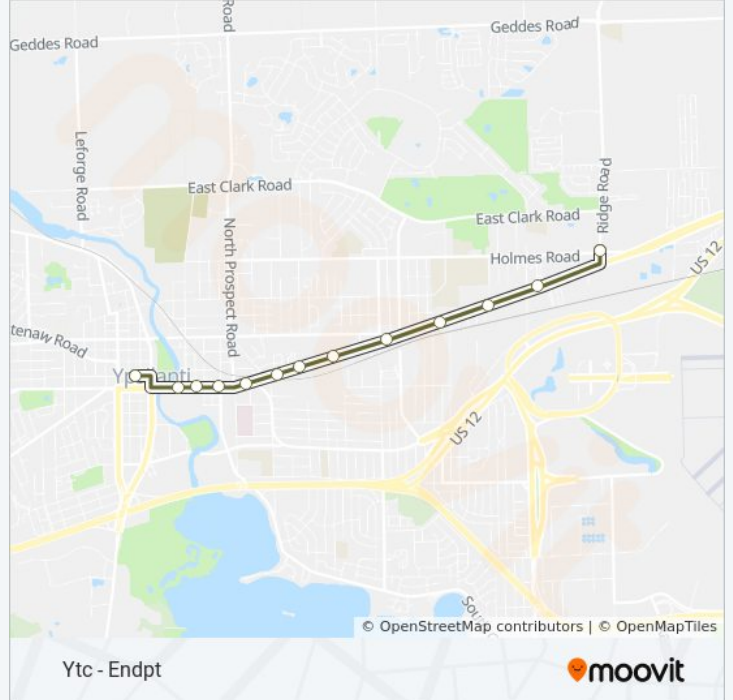 Road
Geddes Road
Geddes Road
Leforge Road
East Clark Road
Ridge Road
East Clark Road
North Prospect Road
Holmes Road
US 12
tenaw Road
US 12
© OpenStreetMap contributors | © OpenMapTiles
Ytc - Endpt
moovit